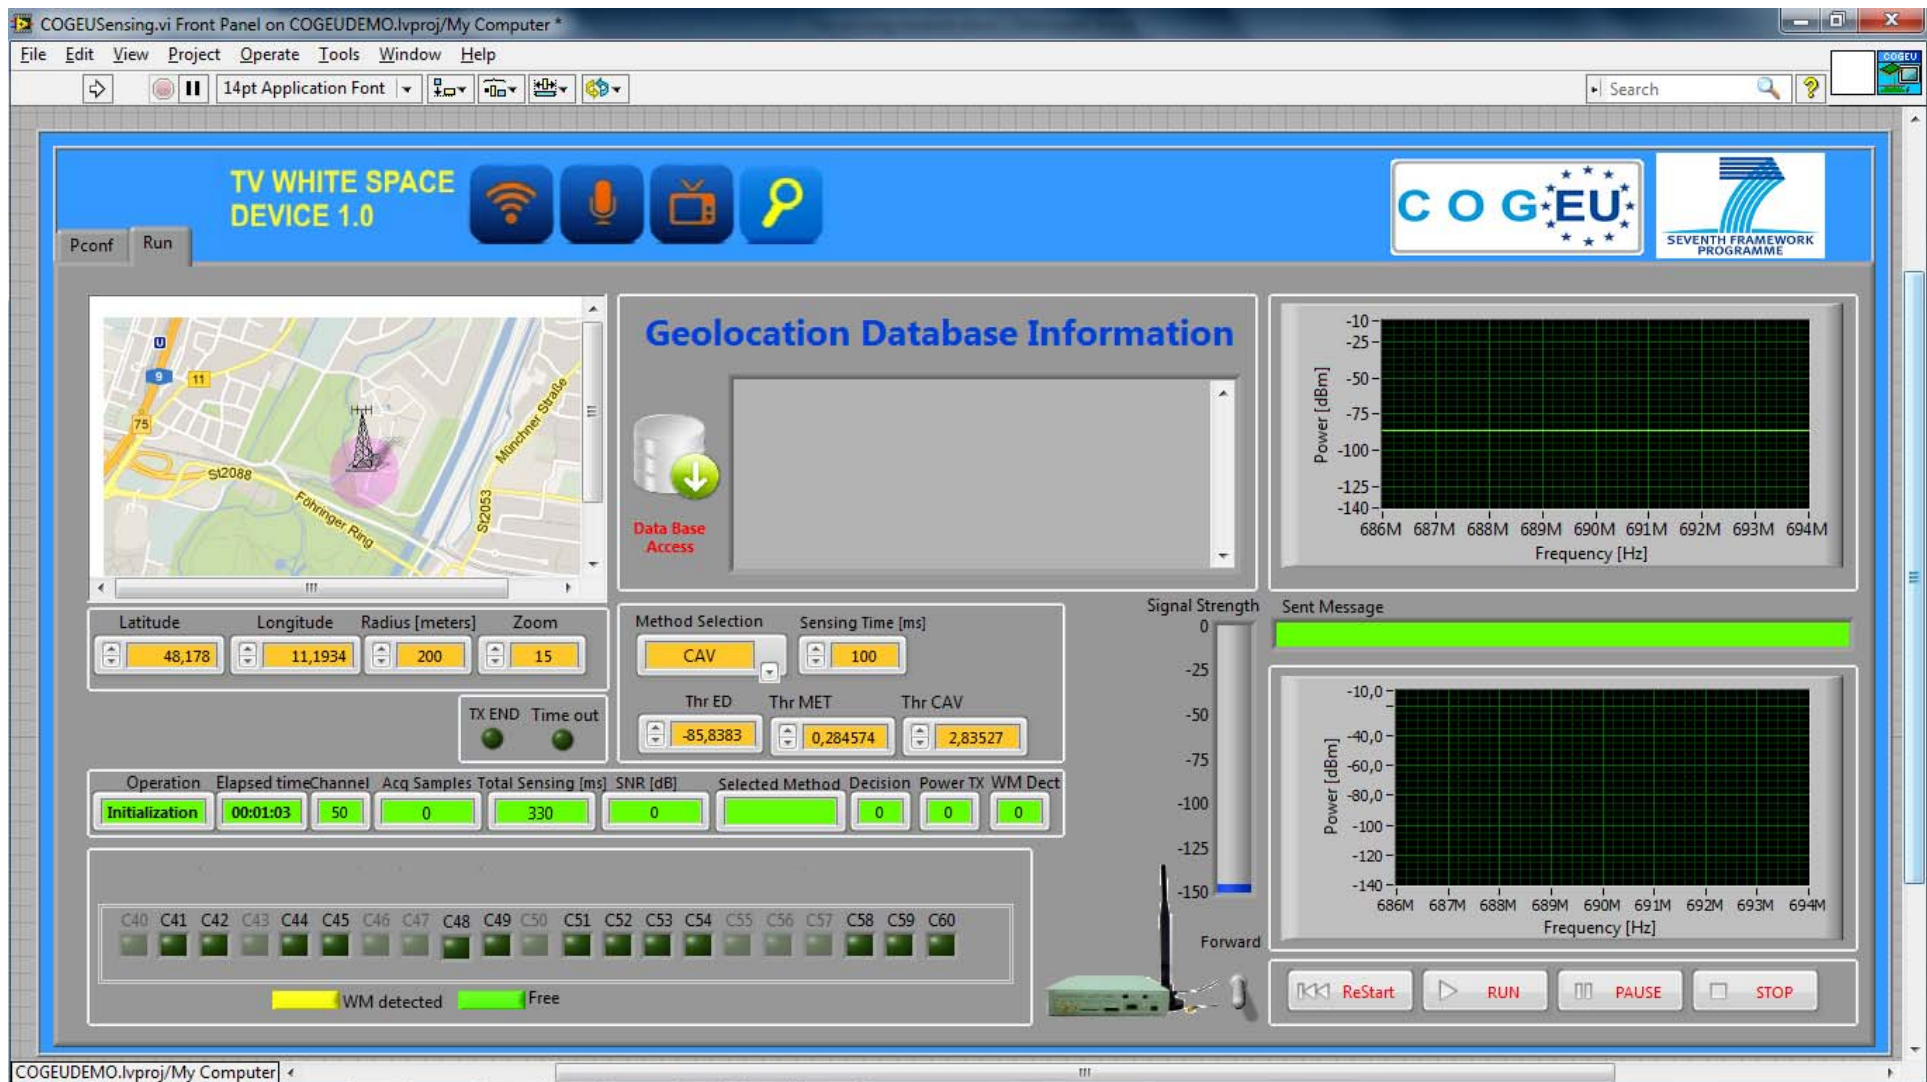 COGEUSensing.vi Front Panel on COGEUDEMO.lvproj/My Computer *
File Edit View Project Operate Tools Window Help
14pt Application Font
Search
COGEU
TV WHITE SPACE
DEVICE 1.0
COGEU
SEVENTH FRAMEWORK
PROGRAMME
Pconf Run
U
9
11
75
St2088
Föhringer Ring
Münchner Straße
St2053
Geolocation Database Information
Data Base
Access
-10
-25
-50
-75
-100
-125
-140
Power [dBm]
686M 687M 688M 689M 690M 691M 692M 693M 694M
Frequency [Hz]
Latitude Longitude Radius [meters] Zoom
48,178 11,1934 200 15
TX END Time out
Method Selection Sensing Time [ms]
CAV 100
Thr ED Thr MET Thr CAV
-85,8383 0,284574 2,83527
Signal Strength
0
-25
-50
-75
-100
-125
-150
Forward
Sent Message
-10,0
-40,0
-60,0
-80,0
-100
-120
-140
Power [dBm]
686M 687M 688M 689M 690M 691M 692M 693M 694M
Frequency [Hz]
Operation Elapsed time Channel Acq Samples Total Sensing [ms] SNR [dB] Selected Method Decision Power TX WM Dect
Initialization 00:01:03 50 0 330 0 0 0 0
C40 C41 C42 C43 C44 C45 C46 C47 C48 C49 C50 C51 C52 C53 C54 C55 C56 C57 C58 C59 C60
WM detected Free
ReStart RUN PAUSE STOP
COGEUDEMO.lvproj/My Computer